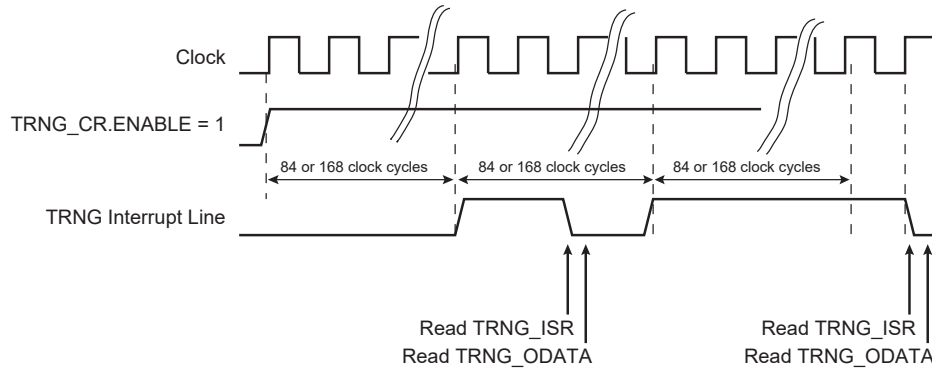 Clock
TRNG_CR.ENABLE = 1
84 or 168 clock cycles
84 or 168 clock cycles
84 or 168 clock cycles
TRNG Interrupt Line
Read TRNG_ISR
Read TRNG_ISR
Read TRNG_ODATA
Read TRNG_ODATA